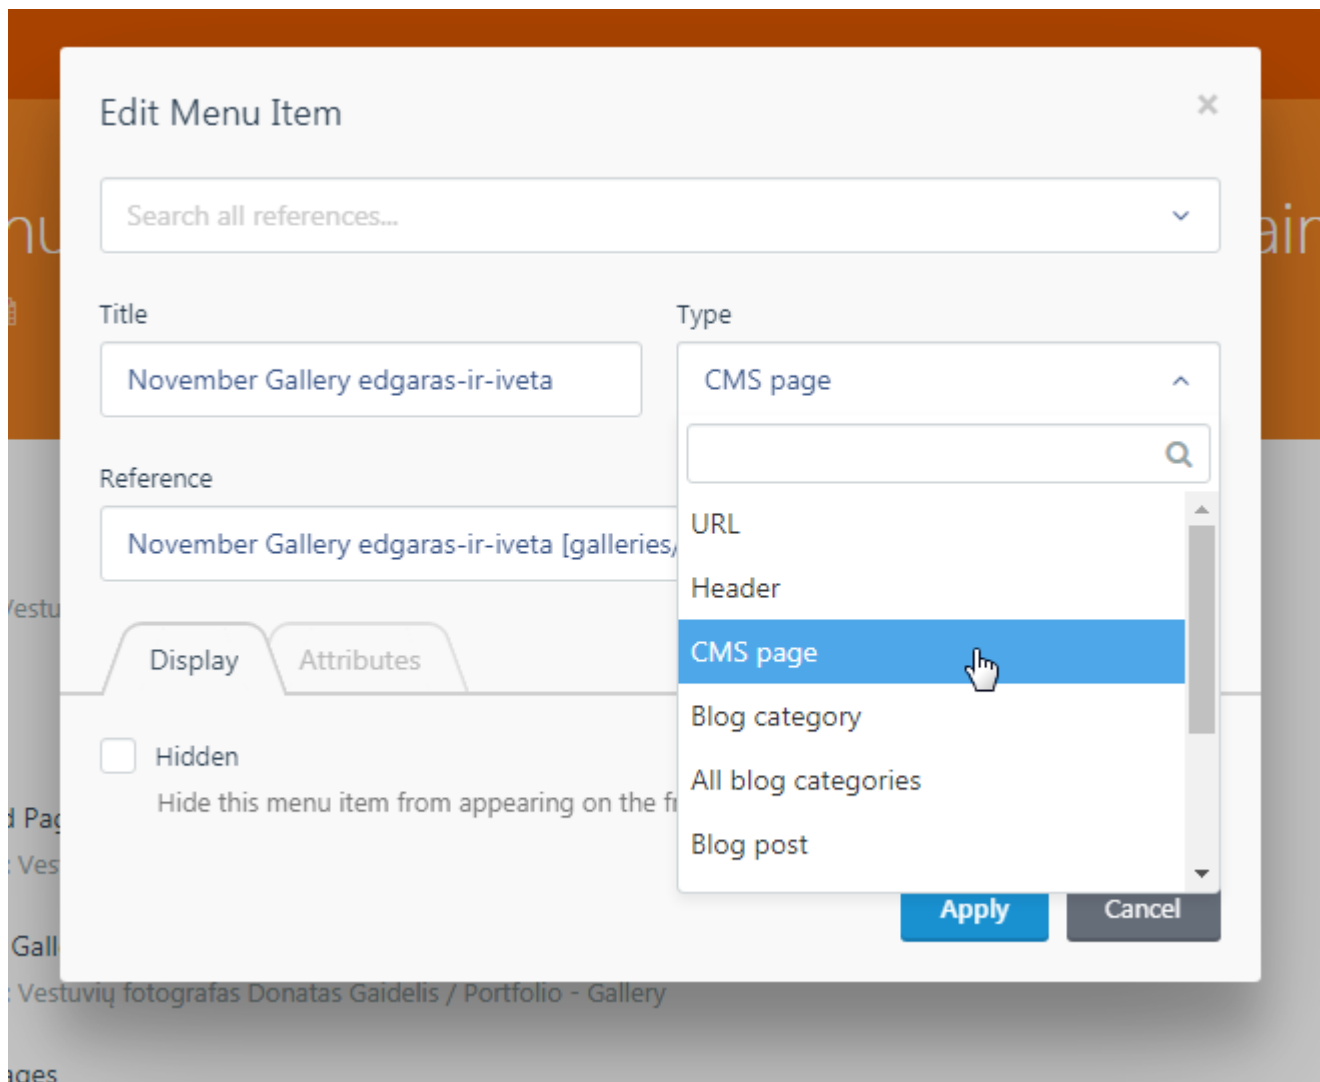 Edit Menu Item
×
Search all references...
Title
Type
November Gallery edgaras-ir-iveta
CMS page
Reference
URL
November Gallery edgaras-ir-iveta [galleries/
Header
CMS page
Display
Attributes
Blog category
Hidden
All blog categories
Hide this menu item from appearing on the fr
Blog post
Apply
Cancel
Vestuvių fotografas Donatas Gaidelis / Portfolio - Gallery